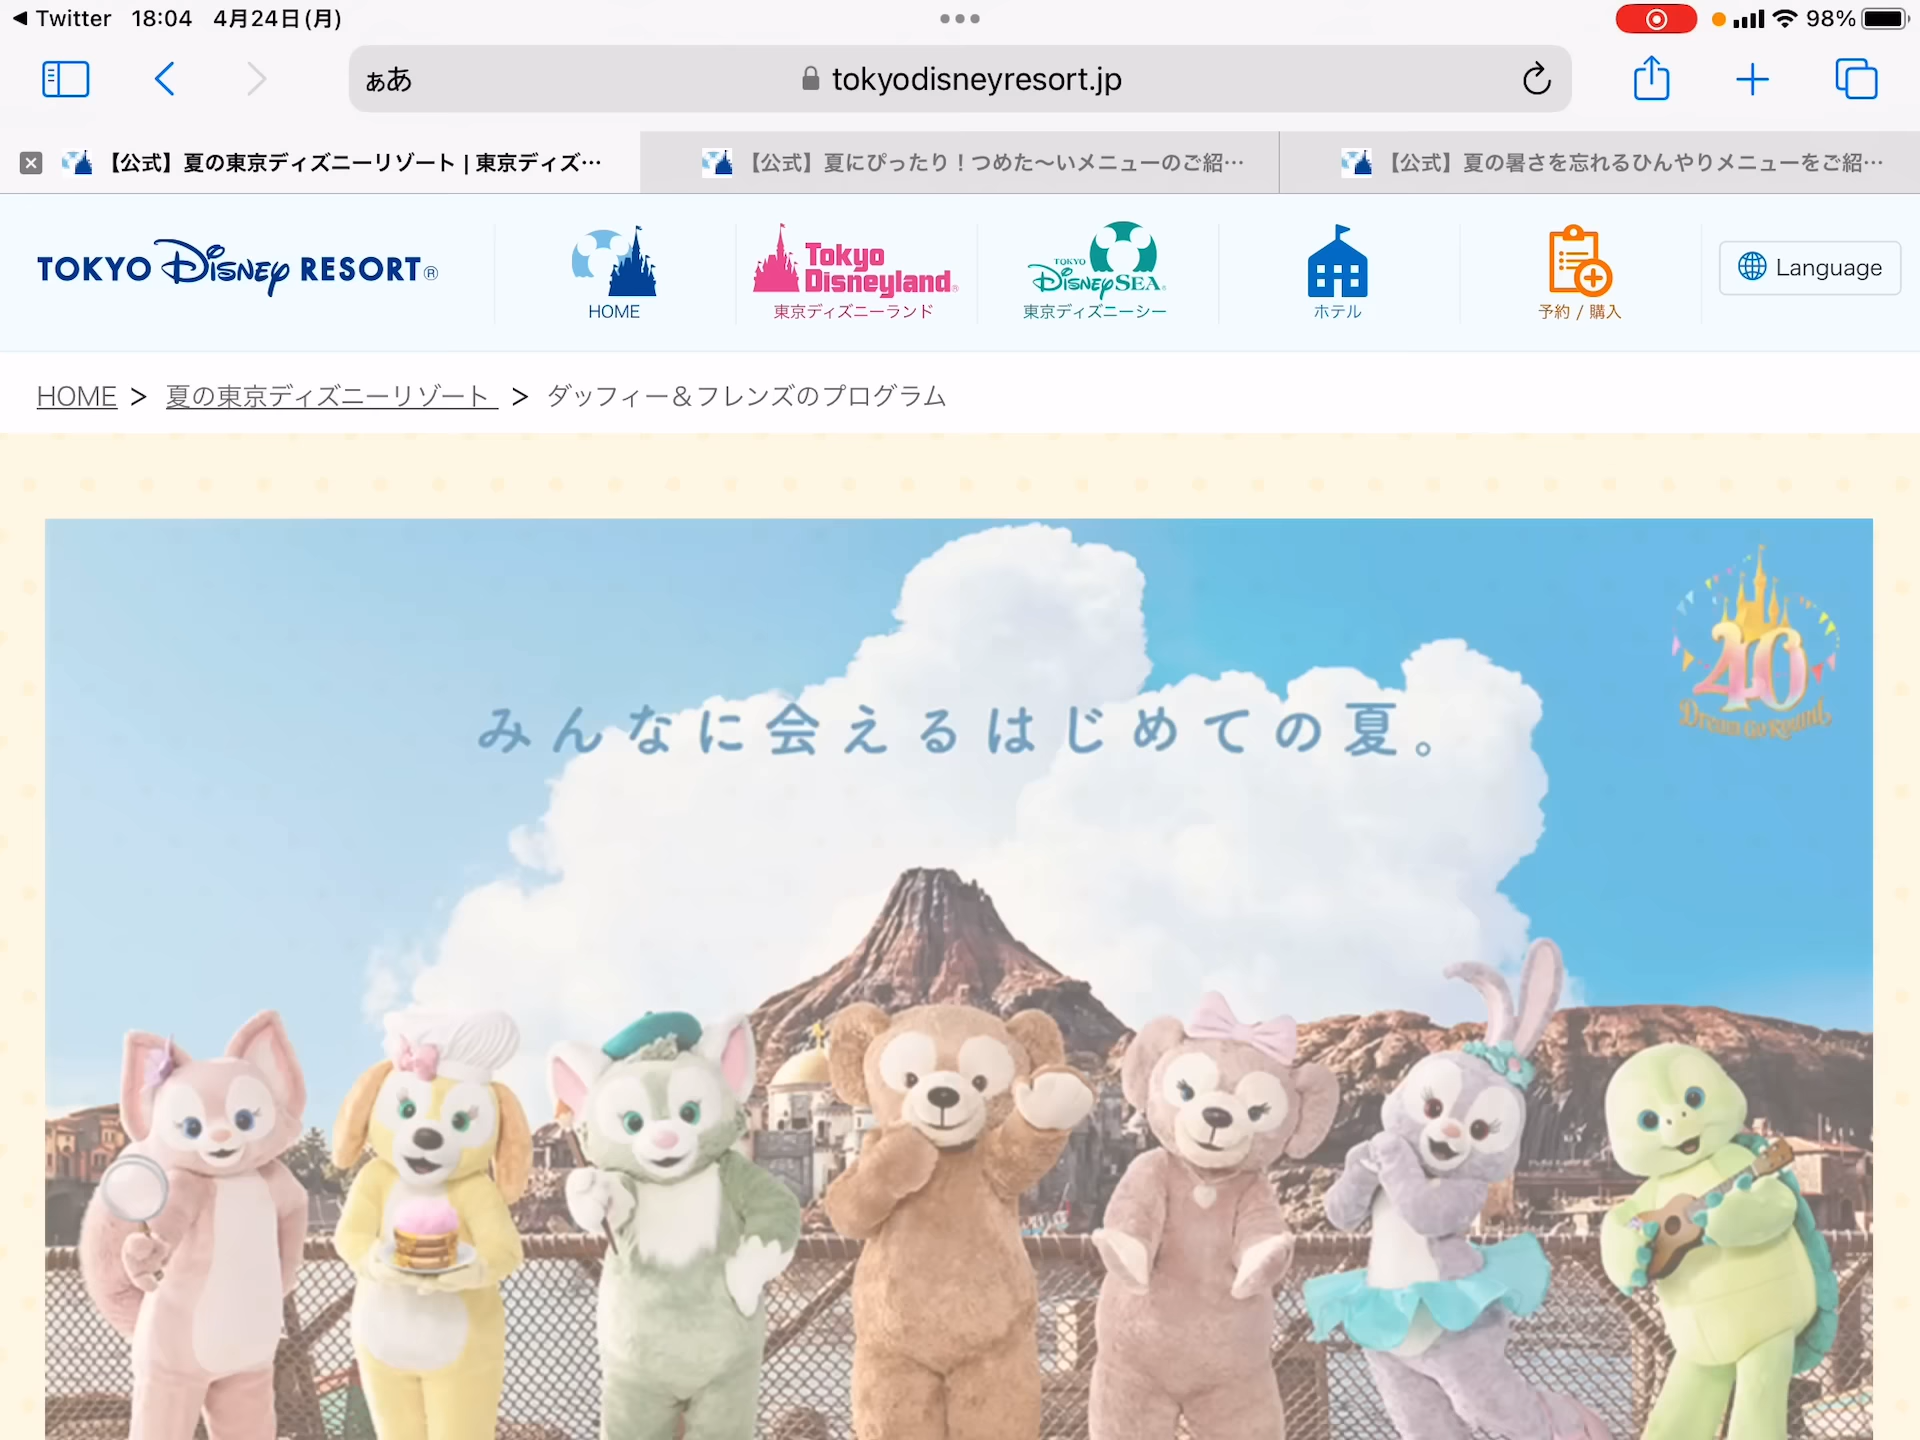 Twitter 18:04 4月24日(月) 98%
ぁあ tokyodisneyresort.jp
【公式】夏の東京ディズニーリゾート | 東京ディズ… 【公式】夏にぴったり！つめた〜いメニューのご紹… 【公式】夏の暑さを忘れるひんやりメニューをご紹…
TOKYO Disney RESORT®
HOME
Tokyo Disneyland®
東京ディズニーランド
TOKYO DISNEYSEA®
東京ディズニーシー
ホテル
予約 / 購入
Language
HOME > 夏の東京ディズニーリゾート > ダッフィー＆フレンズのプログラム
40
Dream Go Round
みんなに会えるはじめての夏。